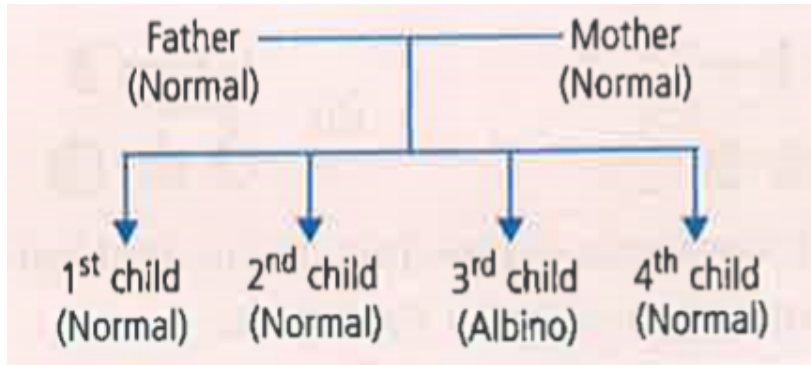 Father Mother
(Normal) (Normal)
1st child 2nd child 3rd child 4th child
(Normal) (Normal) (Albino) (Normal)